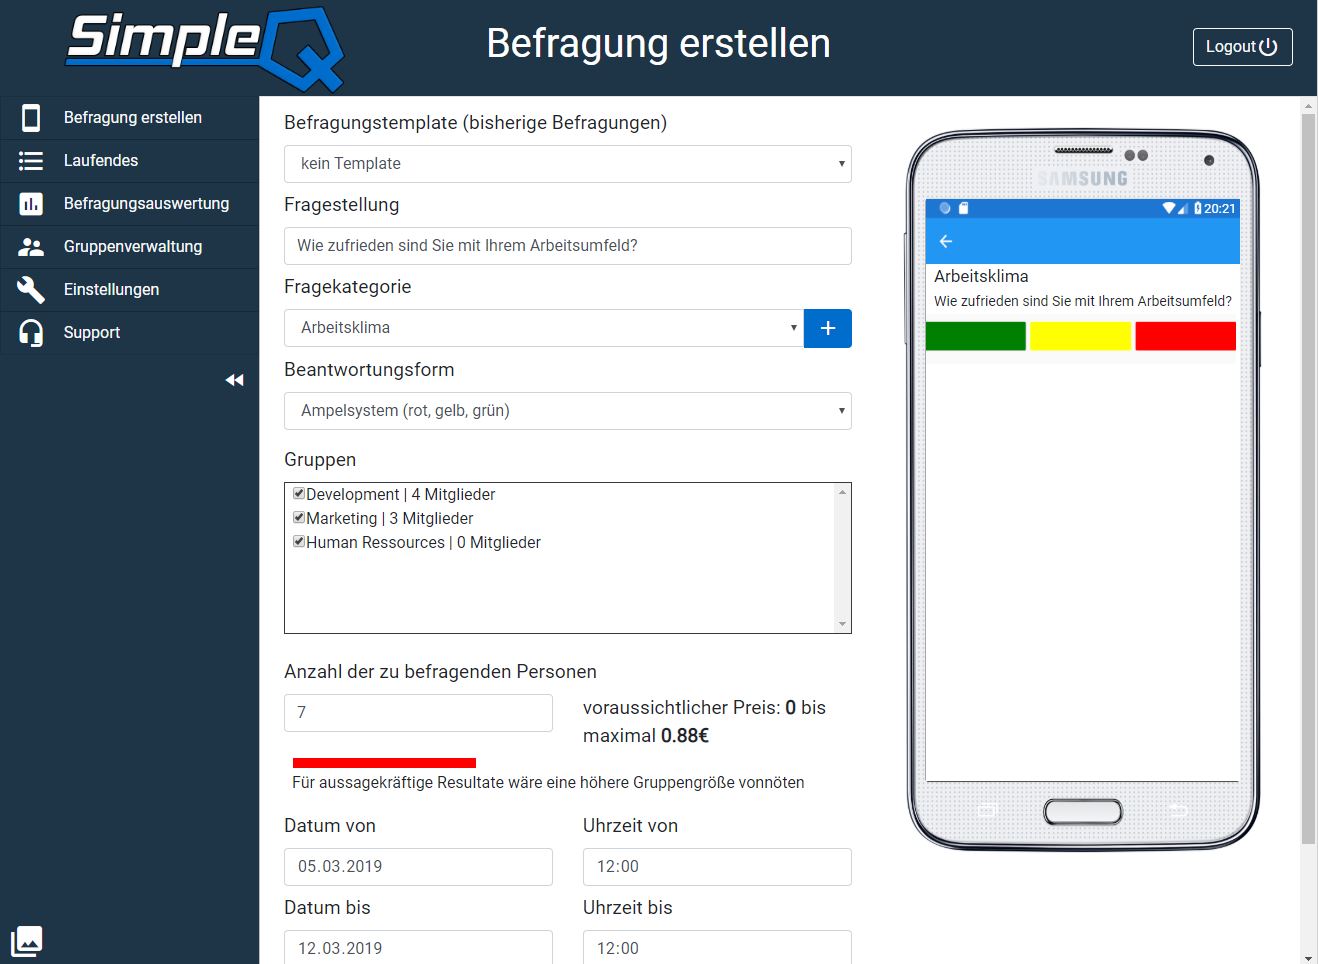 SimpleQ
Befragung erstellen
Logout
Befragung erstellen
Laufendes
Befragungsauswertung
Gruppenverwaltung
Einstellungen
Support
Befragungstemplate (bisherige Befragungen)
kein Template
Fragestellung
Wie zufrieden sind Sie mit Ihrem Arbeitsumfeld?
Fragekategorie
Arbeitsklima
+
Beantwortungsform
Ampelsystem (rot, gelb, grün)
Gruppen
Development | 4 Mitglieder
Marketing | 3 Mitglieder
Human Ressources | 0 Mitglieder
Anzahl der zu befragenden Personen
7
voraussichtlicher Preis: 0 bis
maximal 0.88€
Für aussagekräftige Resultate wäre eine höhere Gruppengröße vonnöten
Datum von
Uhrzeit von
05.03.2019
12:00
Datum bis
Uhrzeit bis
12.03.2019
12:00
SAMSUNG
20:21
Arbeitsklima
Wie zufrieden sind Sie mit Ihrem Arbeitsumfeld?